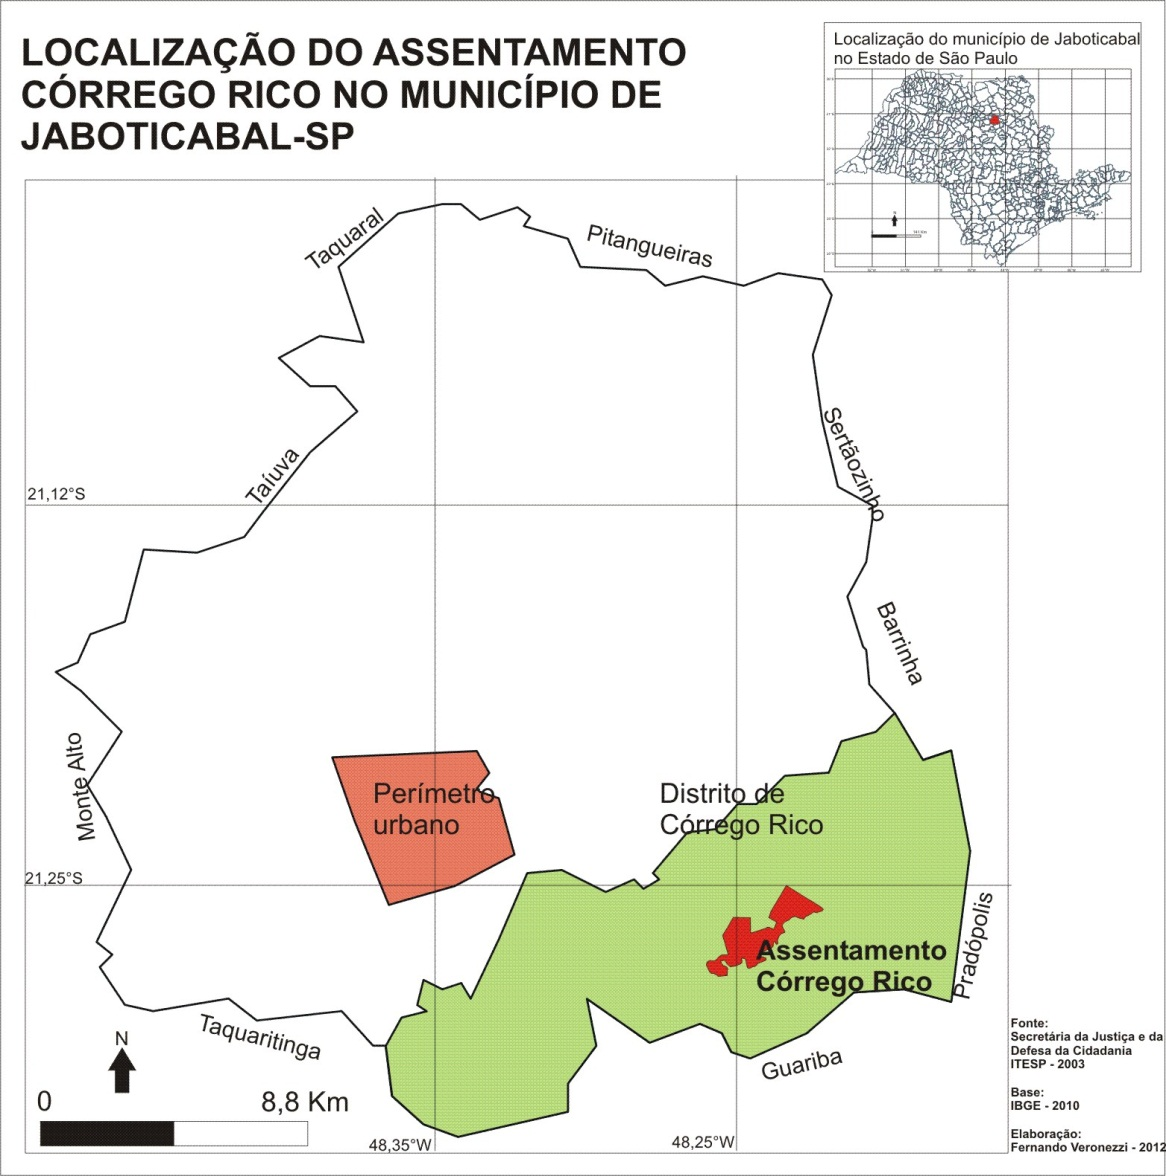 LOCALIZAÇÃO DO ASSENTAMENTO
CÓRREGO RICO NO MUNICÍPIO DE
JABOTICABAL-SP
Localização do município de Jaboticabal
no Estado de São Paulo
N
Taquaral
Pitangueiras
Taíuva
Sertãozinho
21,12°S
Barrinha
Monte Alto
Perímetro
urbano
Distrito de
Córrego Rico
21,25°S
Assentamento
Córrego Rico
Pradópolis
Taquaritinga
Guariba
N
0
8,8 Km
48,35°W
48,25°W
Fonte:
Secretária da Justiça e da
Defesa da Cidadania
ITESP - 2003
Base:
IBGE - 2010
Elaboração:
Fernando Veronezzi - 2012